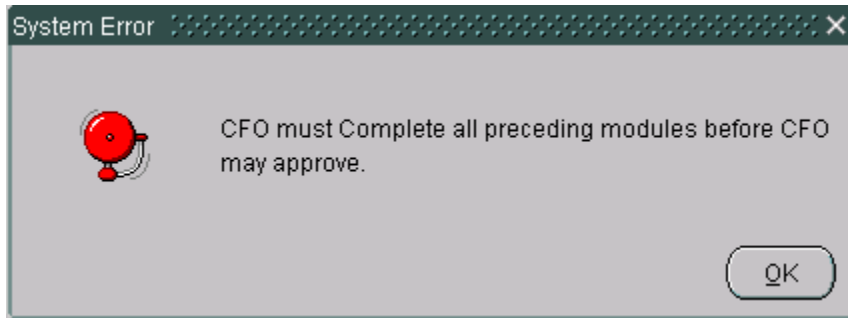 System Error
CFO must Complete all preceding modules before CFO
may approve.
OK